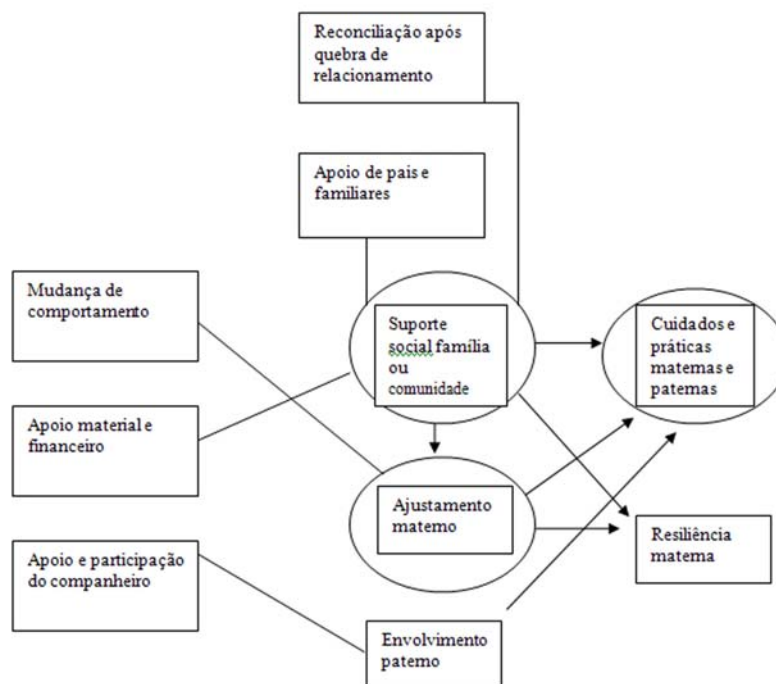 Reconciliação após
quebra de
relacionamento
Apoio de pais e
familiares
Mudança de
comportamento
Suporte
social família
ou
comunidade
Cuidados e
práticas
maternas e
paternas
Apoio material e
financeiro
Ajustamento
materno
Resiliência
materna
Apoio e participação
do companheiro
Envolvimento
paterno